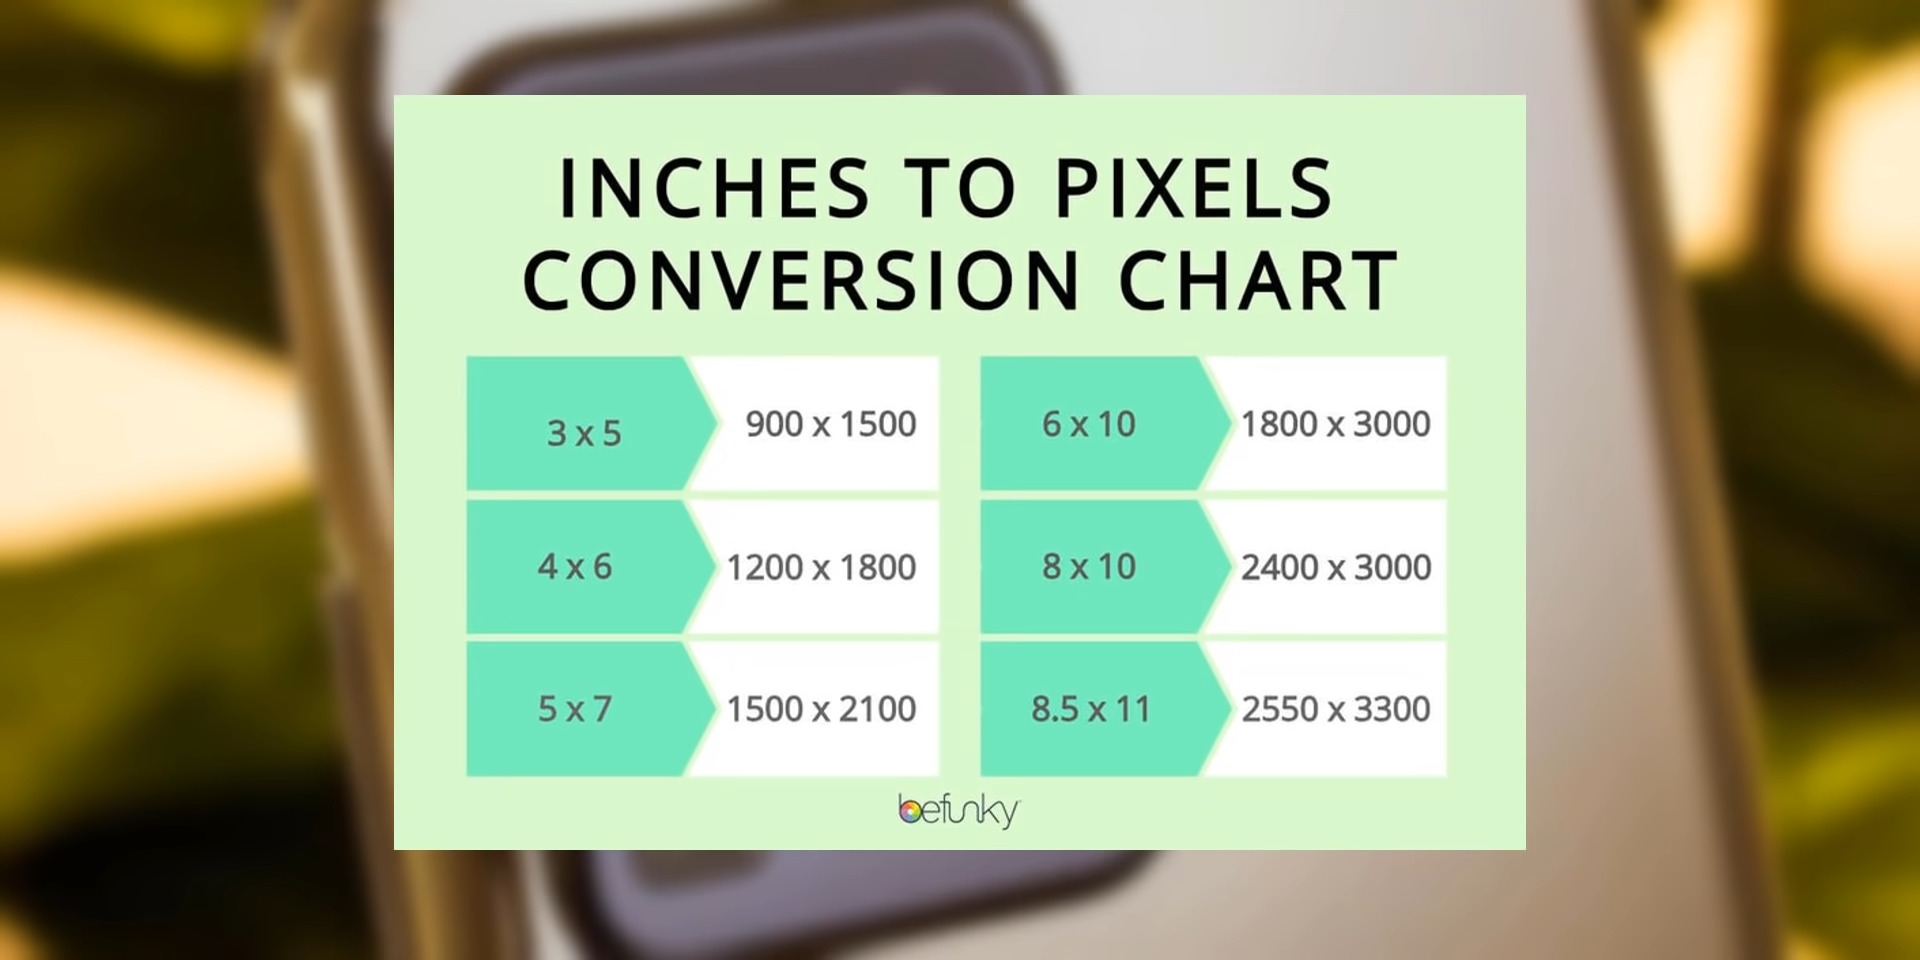 INCHES TO PIXELS
CONVERSION CHART
3 x 5 900 x 1500
4 x 6 1200 x 1800
5 x 7 1500 x 2100
6 x 10 1800 x 3000
8 x 10 2400 x 3000
8.5 x 11 2550 x 3300
befunky